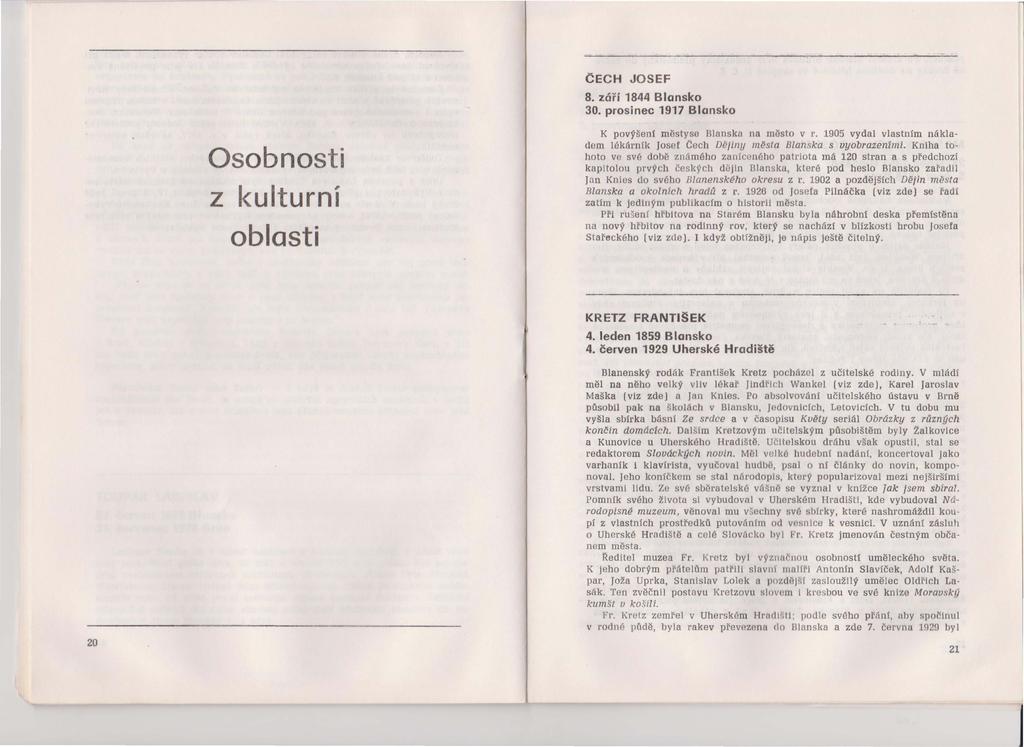 Osobnosti
z kulturní
oblasti
20
ČECH JOSEF
8. září 1844 Blansko
30. prosinec 1917 Blansko
K povýšení městyse Blanska na město v r. 1905 vydal vlastním nákla-
dem lékárník Josef Čech Dějiny města Blanska s vyobrazeními. Kniha to-
hoto ve své době známého zaníceného patriota má 120 stran a s předchozí
kapitolou prvých českých dějin Blanska, které pod heslo Blansko zařadil
Jan Knies do svého Blanenského okresu z r. 1902 a pozdějších Dějin města
Blanska a okolních hradů z r. 1926 od Josefa Pilnáčka (viz zde) se řadí
zatím k jediným publikacím o historii města.
Při rušení hřbitova na Starém Blansku byla náhrobní deska přemístěna
na nový hřbitov na rodinný rov, který se nachází v blízkosti hrobu Josefa
Stařeckého (viz zde). I když obtížněji, je nápis ještě čitelný.
KRETZ FRANTIŠEK
4. leden 1859 Blansko
4. červen 1929 Uherské Hradiště
Blanenský rodák František Kretz pocházel z učitelské rodiny. V mládí
měl na něho velký vliv lékař Jindřich Wankel (viz zde), Karel Jaroslav
Maška (viz zde) a Jan Knies. Po absolvování učitelského ústavu v Brně
působil pak na školách v Blansku, Jedovnicích, Letovicích. V tu dobu mu
vyšla sbírka básní Ze srdce a v časopisu Květy seriál Obrázky z různých
končin domácích. Dalším Kretzovým učitelským působištěm byly Žalkovice
a Kunovice u Uherského Hradiště. Učitelskou dráhu však opustil, stal se
redaktorem Slováckých novin. Měl velké hudební nadání, koncertoval jako
varhaník i klavírista, vyučoval hudbě, psal o ní články do novin, kompo-
noval. Jeho koníčkem se stal národopis, který popularizoval mezi nejširšími
vrstvami lidu. Ze své sběratelské vášně se vyznal v knížce Jak jsem sbíral.
Pomník svého života si vybudoval v Uherském Hradišti, kde vybudoval Ná-
rodopisné muzeum, věnoval mu všechny své sbírky, které nashromáždil kou-
pí z vlastních prostředků putováním od vesnice k vesnici. V uznání zásluh
o Uherské Hradiště a celé Slovácko byl Fr. Kretz jmenován čestným obča-
nem města.
Ředitel muzea Fr. Kretz byl význačnou osobností uměleckého světa.
K jeho dobrým přátelům patřili slavní malíři Antonín Slavíček, Adolf Kaš-
par, Joža Uprka, Stanislav Lolek a pozdější zasloužilý umělec Oldřich La-
sák. Ten zvěčnil postavu Kretzovu slovem i kresbou ve své knize Moravský
kumšt v košili.
Fr. Kretz zemřel v Uherském Hradišti; podle svého přání, aby spočinul
v rodné půdě, byla rakev převezena do Blanska a zde 7. června 1929 byl
21